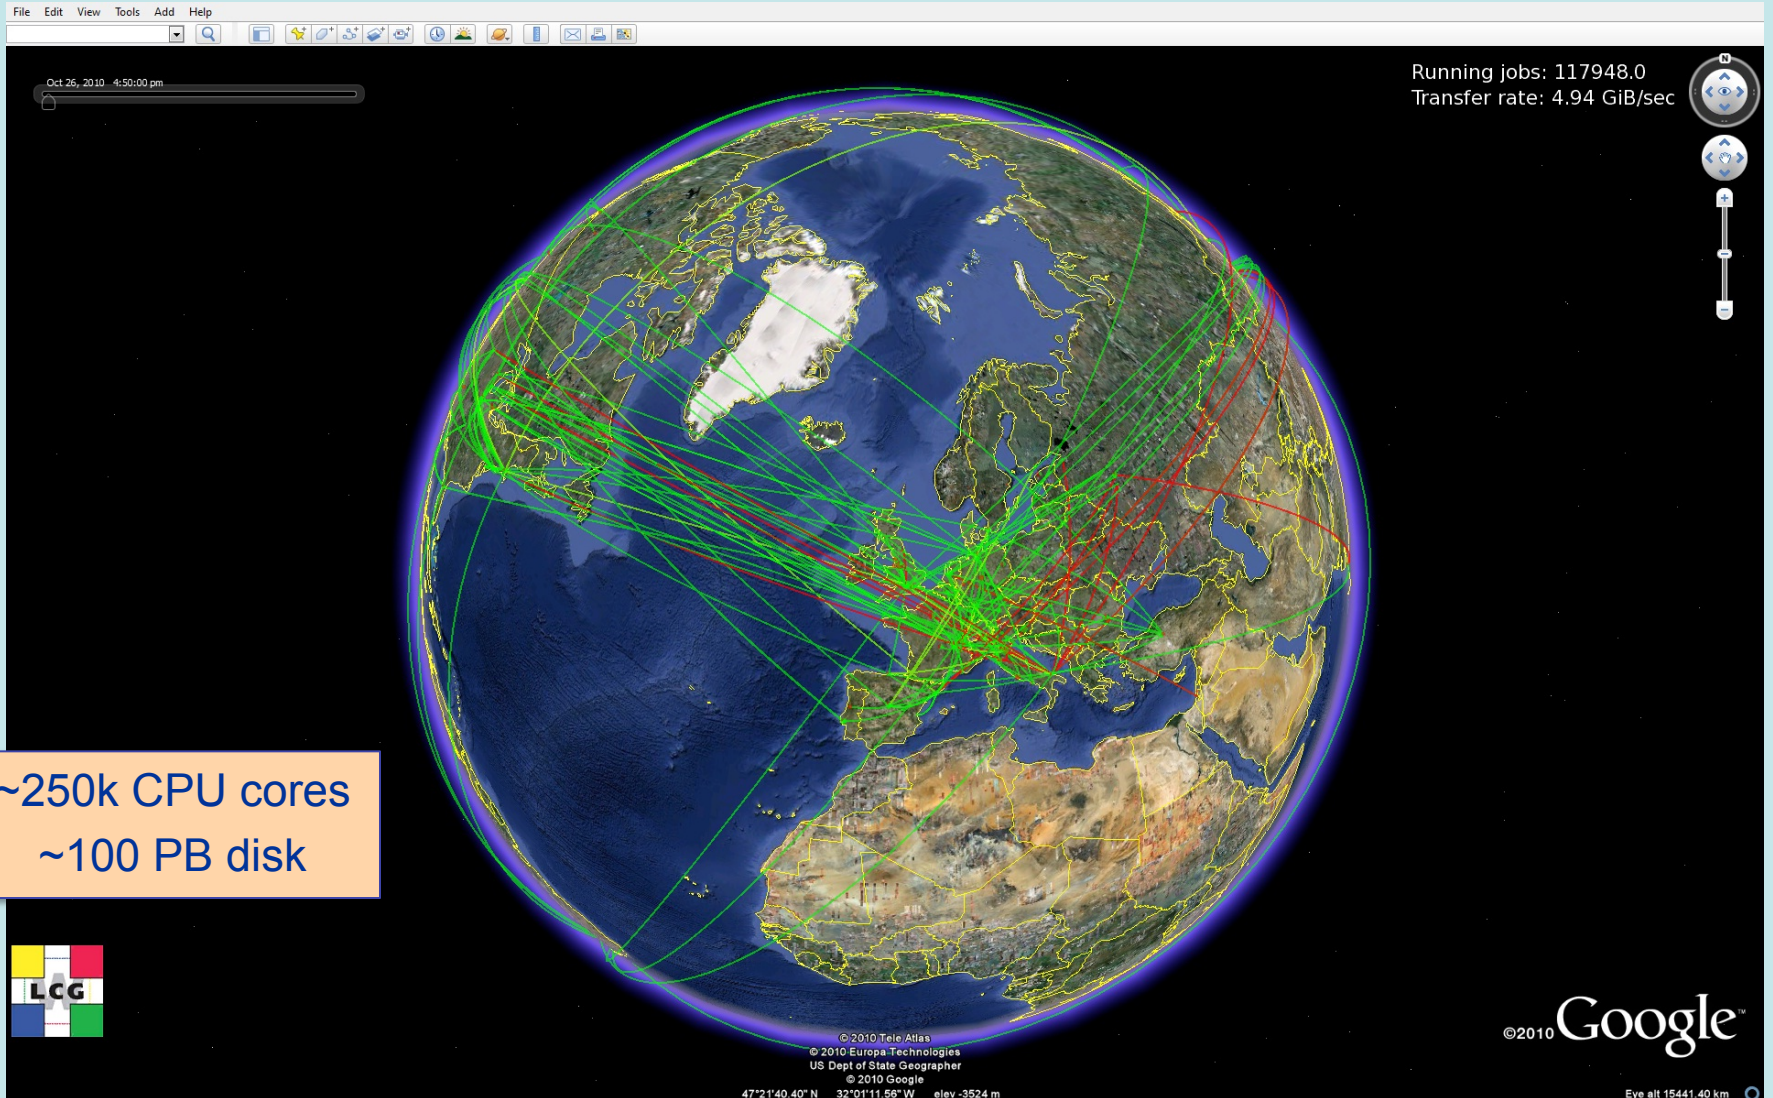 File Edit View Tools Add Help
Oct 26, 2010 4:50:00 pm
Running jobs: 117948.0
Transfer rate: 4.94 GiB/sec
N
~250k CPU cores
~100 PB disk
LCG
©2010 Google™
© 2010 Tele Atlas
© 2010 Europa Technologies
US Dept of State Geographer
© 2010 Google
47°21'40.40" N 32°01'11.56" W elev -3524 m
Eye alt 15441.40 km